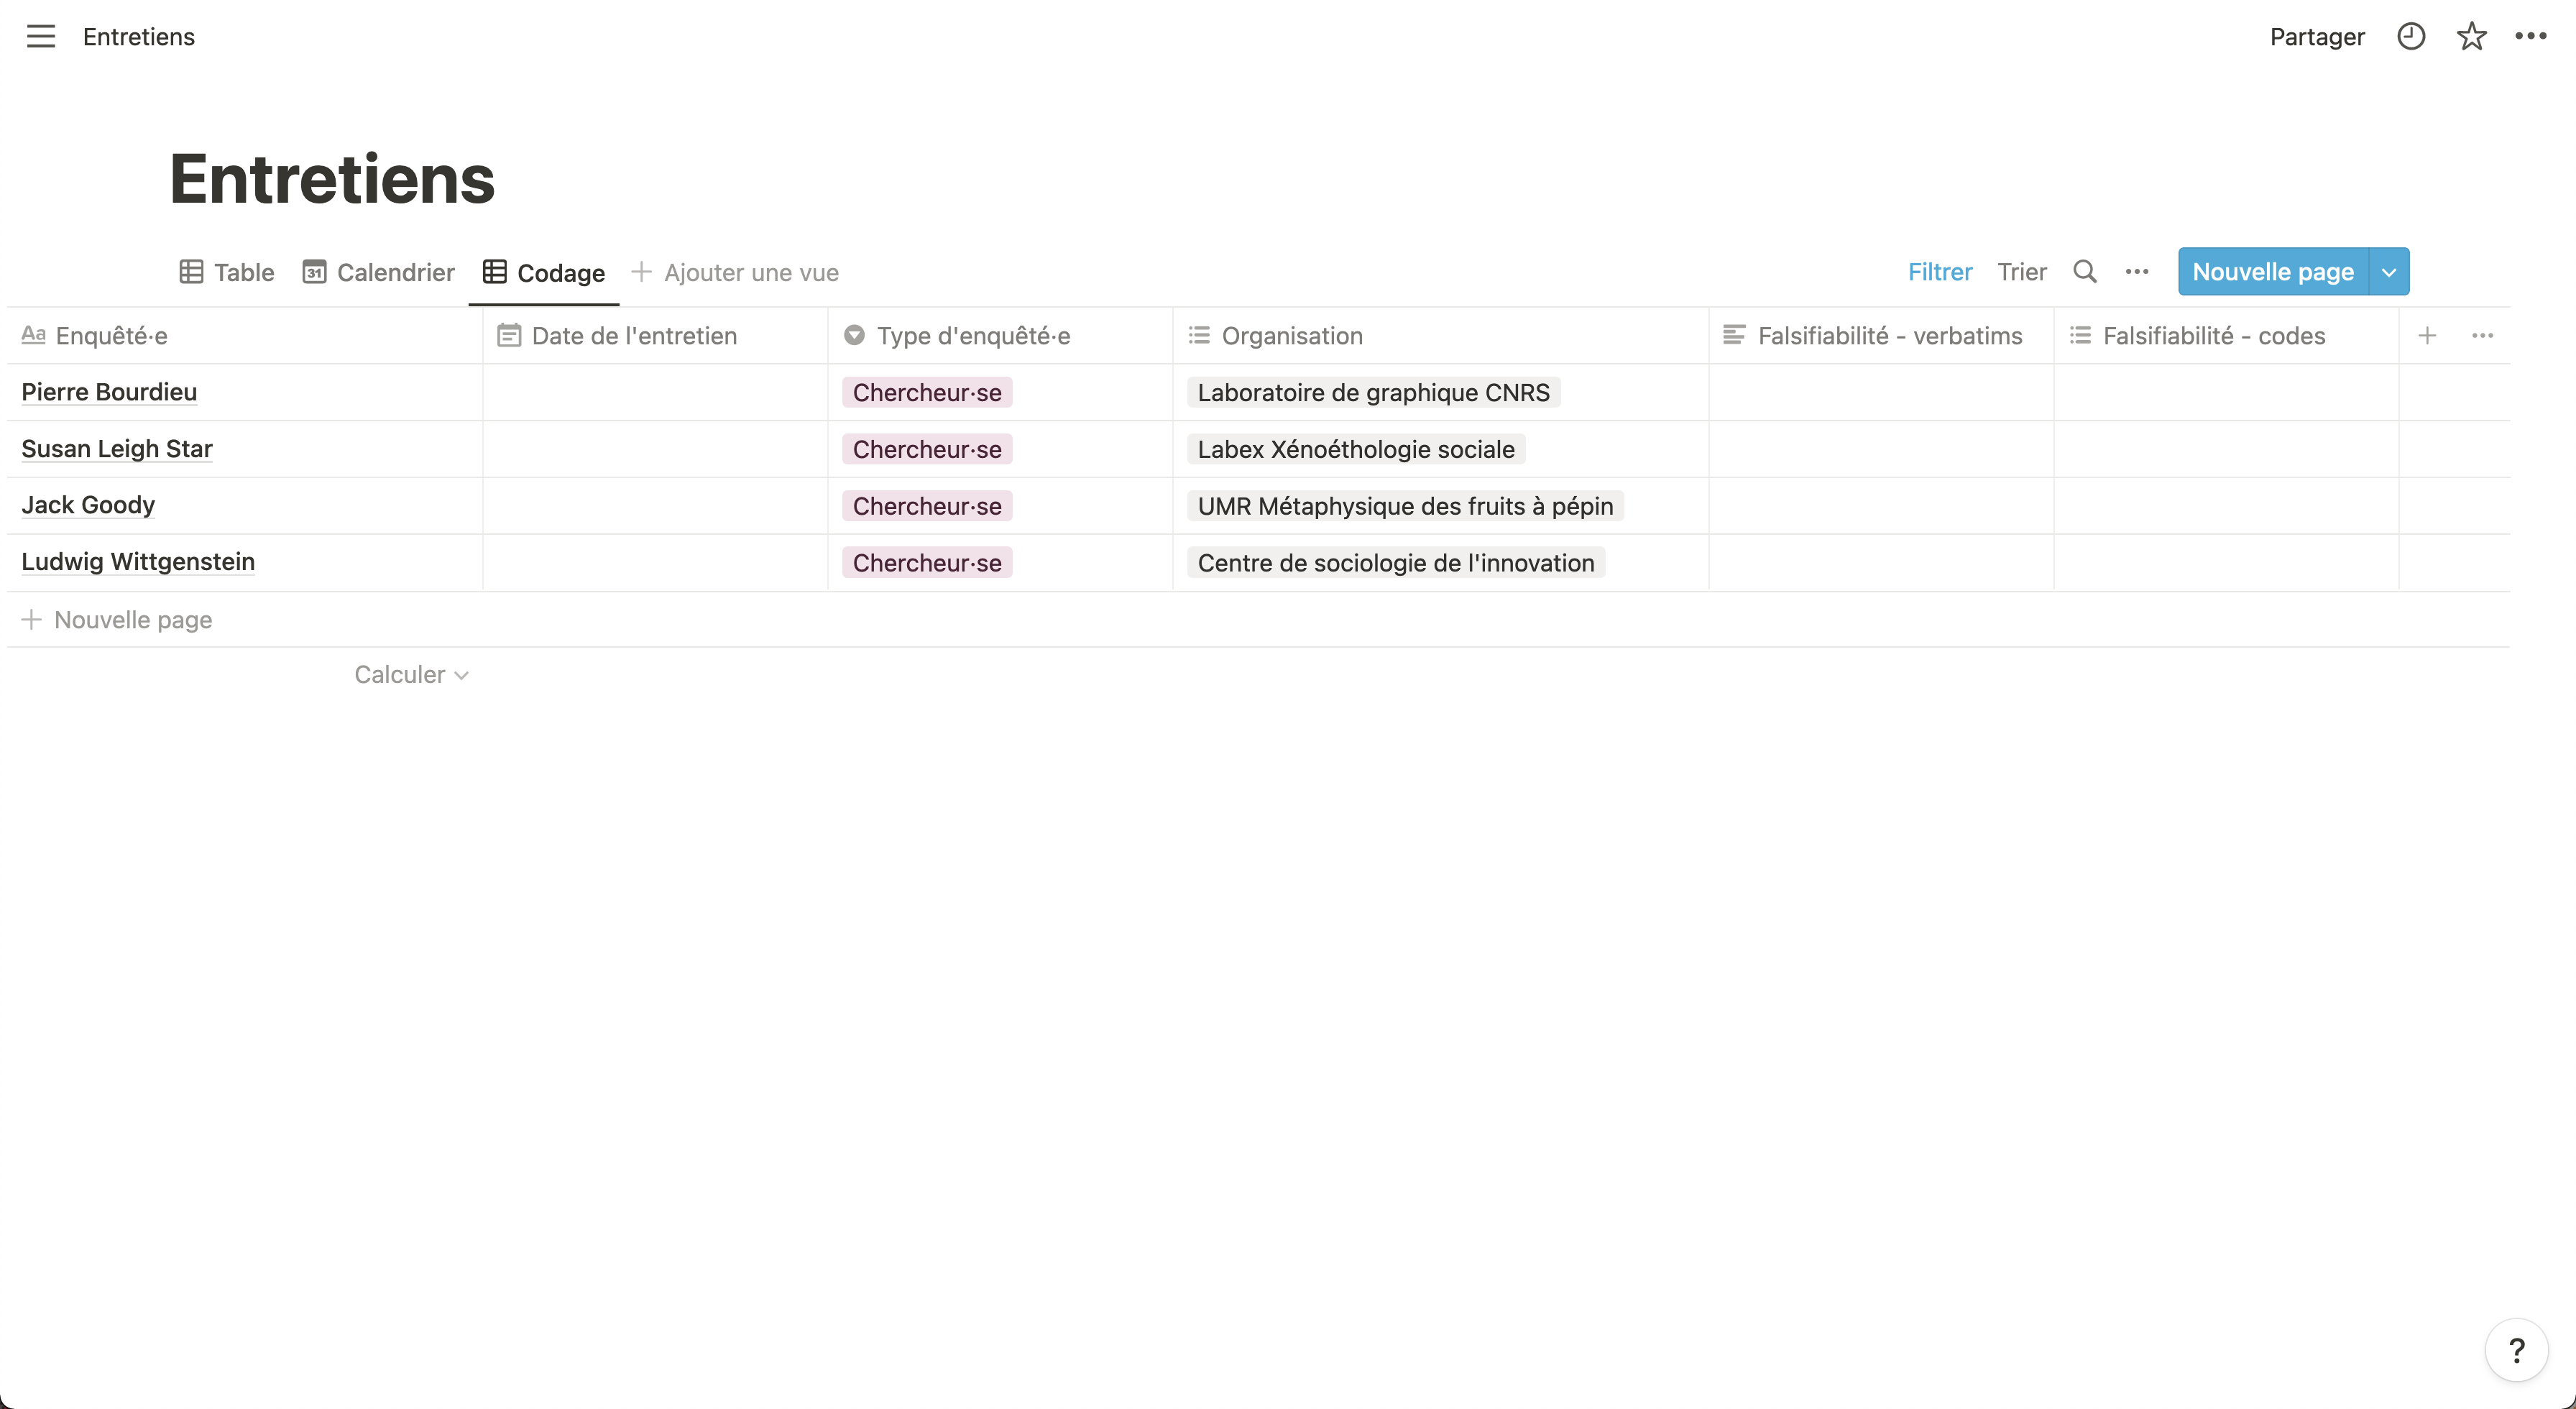 Entretiens Partager
Entretiens
Table 31 Calendrier Codage + Ajouter une vue Filtrer Trier Nouvelle page
Aa Enquêté·e Date de l'entretien Type d'enquêté·e Organisation Falsifiabilité - verbatims Falsifiabilité - codes
Pierre Bourdieu Chercheur·se Laboratoire de graphique CNRS
Susan Leigh Star Chercheur·se Labex Xénoéthologie sociale
Jack Goody Chercheur·se UMR Métaphysique des fruits à pépin
Ludwig Wittgenstein Chercheur·se Centre de sociologie de l'innovation
+ Nouvelle page
Calculer
?